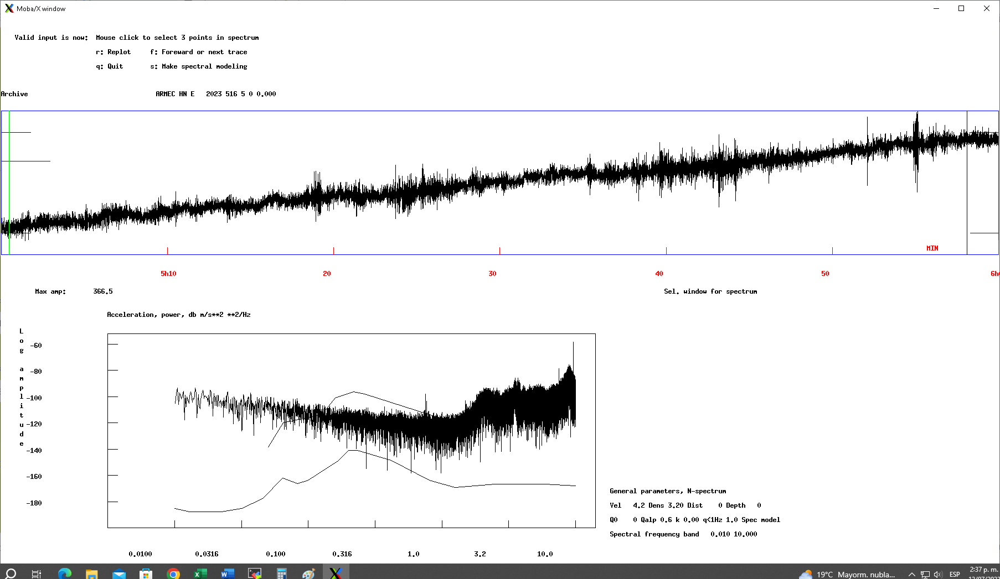 Moba/X window
Valid input is now:  Mouse click to select 3 points in spectrum
r: Replot     f: Foreward or next trace
q: Quit       s: Make spectral modeling
Archive                                 ARMEC HN E   2023 516 5 0 0.000
MIN
5h10 20 30 40 50 6h
Max amp:       366.5
Sel. window for spectrum
Acceleration, power, db m/s**2 **2/Hz
Log amplitude
-60
-80
-100
-120
-140
-160
-180
0.0100 0.0316 0.100 0.316 1.0 3.2 10.0
General parameters, N-spectrum
Vel   4.2 Dens 3.20 Dist    0 Depth   0
Q0    0 Qalp 0.6 k 0.00 q<1Hz 1.0 Spec model
Spectral frequency band   0.010 10.000
19°C  Mayorm. nubla...
ESP
2:37 p. m.